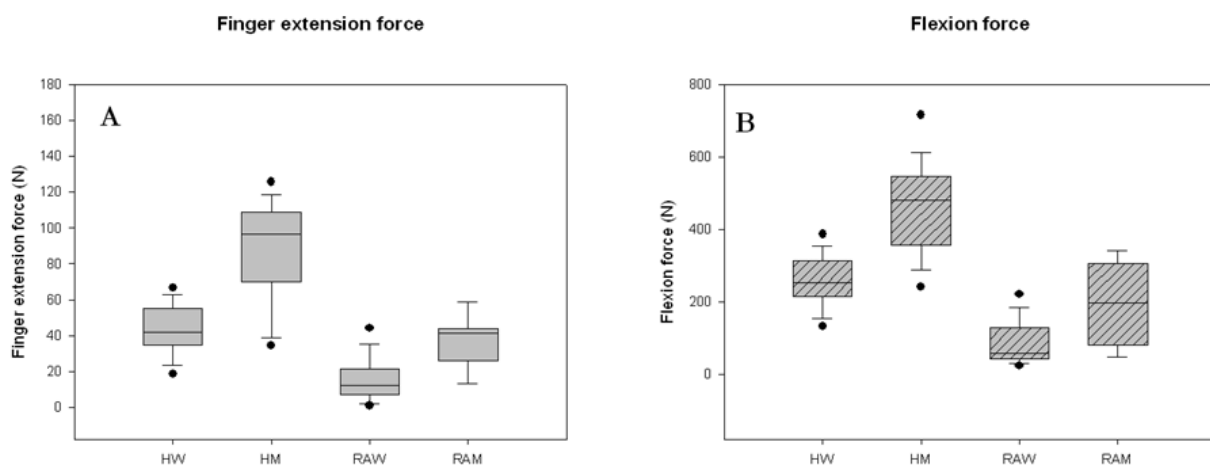 Finger extension force
180
160
140
120
100
80
60
40
20
0
Finger extension force (N)
A
HW
HM
RAW
RAM
Flexion force
800
600
400
200
0
Flexion force (N)
B
HW
HM
RAW
RAM